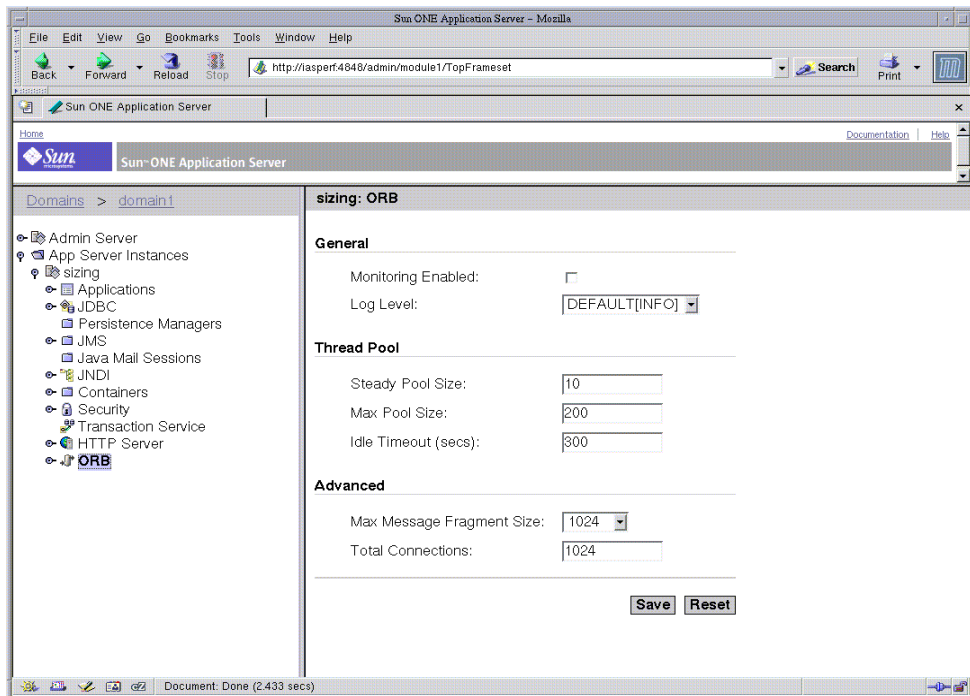 Sun ONE Application Server - Mozilla
File Edit View Go Bookmarks Tools Window Help
Back Forward Reload Stop http://iasperf:4848/admin/module1/TopFrameset Search Print
Sun ONE Application Server
Home Documentation Help
Sun microsystems Sun ONE Application Server
Domains > domain1
Admin Server
App Server Instances
sizing
Applications
JDBC
Persistence Managers
JMS
Java Mail Sessions
JNDI
Containers
Security
Transaction Service
HTTP Server
ORB
sizing: ORB
General
Monitoring Enabled:
Log Level: DEFAULT[INFO]
Thread Pool
Steady Pool Size: 10
Max Pool Size: 200
Idle Timeout (secs): 300
Advanced
Max Message Fragment Size: 1024
Total Connections: 1024
Save Reset
Document: Done (2.433 secs)